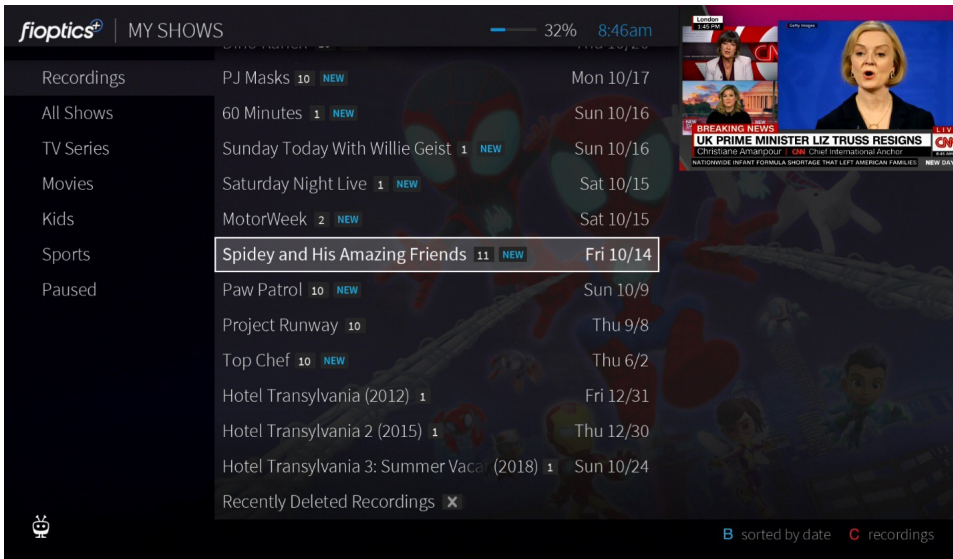 fioptics+ MY SHOWS 32% 8:46am
Recordings
All Shows
TV Series
Movies
Kids
Sports
Paused
PJ Masks 10 NEW Mon 10/17
60 Minutes 1 NEW Sun 10/16
Sunday Today With Willie Geist 1 NEW Sun 10/16
Saturday Night Live 1 NEW Sat 10/15
MotorWeek 2 NEW Sat 10/15
Spidey and His Amazing Friends 11 NEW Fri 10/14
Paw Patrol 10 NEW Sun 10/9
Project Runway 10 Thu 9/8
Top Chef 10 NEW Thu 6/2
Hotel Transylvania (2012) 1 Fri 12/31
Hotel Transylvania 2 (2015) 1 Thu 12/30
Hotel Transylvania 3: Summer Vaca (2018) 1 Sun 10/24
Recently Deleted Recordings X
B sorted by date C recordings
London
1:45 PM
Getty Images
BREAKING NEWS
LIV
UK PRIME MINISTER LIZ TRUSS RESIGNS
Christiane Amanpour | CNN Chief International Anchor
CN
NATIONWIDE INFANT FORMULA SHORTAGE THAT LEFT AMERICAN FAMILIES NEW DAY